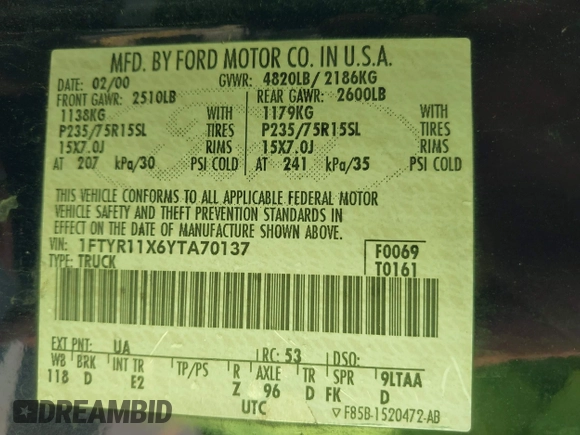 MFD. BY FORD MOTOR CO. IN U.S.A.
DATE: 02/00 GVWR: 4820LB/ 2186KG
FRONT GAWR: 2510LB REAR GAWR: 2600LB
1138KG WITH 1179KG WITH
P235/75R15SL TIRES P235/75R15SL TIRES
15X7.0J RIMS 15X7.0J RIMS
AT 207 kPa/30 PSI COLD AT 241 kPa/35 PSI COLD
THIS VEHICLE CONFORMS TO ALL APPLICABLE FEDERAL MOTOR
VEHICLE SAFETY AND THEFT PREVENTION STANDARDS IN
EFFECT ON THE DATE OF MANUFACTURE SHOWN ABOVE.
VIN: 1FTYR11X6YTA70137 F0069
TYPE: TRUCK T0161
EXT PNT: UA RC: 53 DSO:
WB BRK INT TR TP/PS R AXLE TR SPR 9LTAA
118 D E2 Z 96 D FK D
UTC ▽ F85B-1520472-AB
DREAMBID
DREAMBID.COM